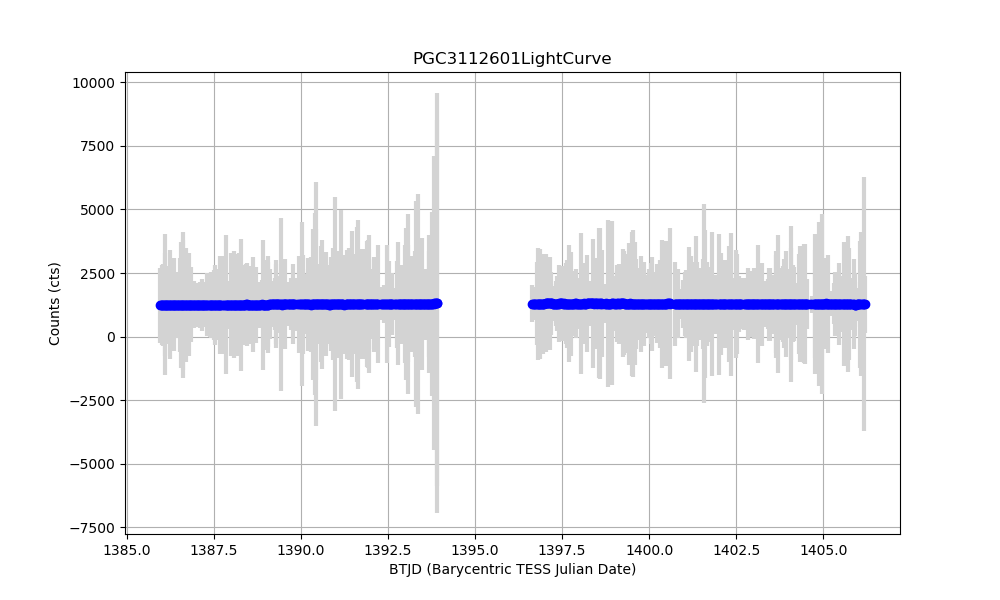 PGC3112601LightCurve
10000
7500
5000
2500
0
−2500
−5000
−7500
Counts (cts)
1385.0 1387.5 1390.0 1392.5 1395.0 1397.5 1400.0 1402.5 1405.0
BTJD (Barycentric TESS Julian Date)